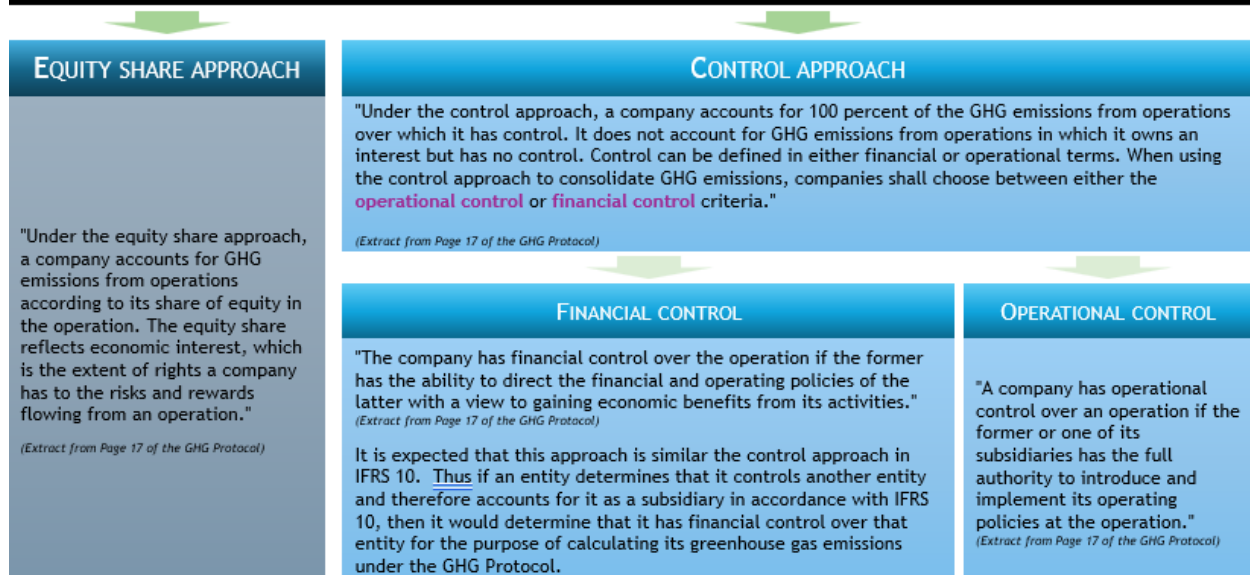 EQUITY SHARE APPROACH
"Under the equity share approach,
a company accounts for GHG
emissions from operations
according to its share of equity in
the operation. The equity share
reflects economic interest, which
is the extent of rights a company
has to the risks and rewards
flowing from an operation."
(Extract from Page 17 of the GHG Protocol)
CONTROL APPROACH
"Under the control approach, a company accounts for 100 percent of the GHG emissions from operations
over which it has control. It does not account for GHG emissions from operations in which it owns an
interest but has no control. Control can be defined in either financial or operational terms. When using
the control approach to consolidate GHG emissions, companies shall choose between either the
operational control or financial control criteria."
(Extract from Page 17 of the GHG Protocol)
FINANCIAL CONTROL
"The company has financial control over the operation if the former
has the ability to direct the financial and operating policies of the
latter with a view to gaining economic benefits from its activities."
(Extract from Page 17 of the GHG Protocol)
It is expected that this approach is similar the control approach in
IFRS 10. Thus if an entity determines that it controls another entity
and therefore accounts for it as a subsidiary in accordance with IFRS
10, then it would determine that it has financial control over that
entity for the purpose of calculating its greenhouse gas emissions
under the GHG Protocol.
OPERATIONAL CONTROL
"A company has operational
control over an operation if the
former or one of its
subsidiaries has the full
authority to introduce and
implement its operating
policies at the operation."
(Extract from Page 17 of the GHG Protocol)